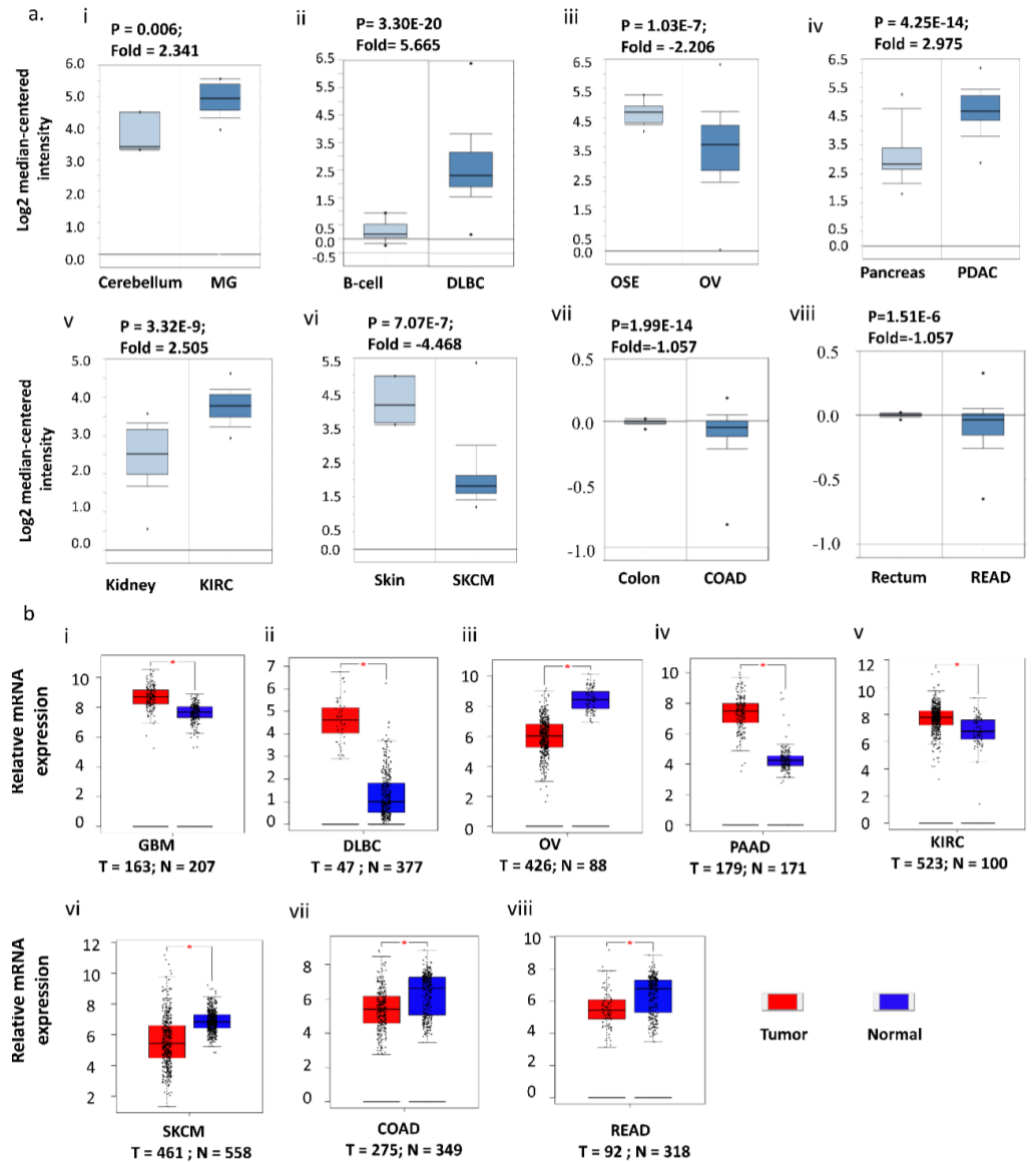 a.
i
P = 0.006;
Fold = 2.341
Log2 median-centered
intensity
6.0
5.0
4.0
3.0
2.0
1.0
0.0
Cerebellum MG
ii
P= 3.30E-20
Fold= 5.665
6.5
5.5
4.5
3.5
2.5
1.5
0.5
0.0
-0.5
B-cell DLBC
iii
P = 1.03E-7;
Fold = -2.206
6.5
5.5
4.5
3.5
2.5
1.5
0.5
OSE OV
iv
P = 4.25E-14;
Fold = 2.975
6.5
5.5
4.5
3.5
2.5
1.5
0.5
0.0
Pancreas PDAC
v
P = 3.32E-9;
Fold = 2.505
Log2 median-centered
intensity
5.0
4.0
3.0
2.0
1.0
0.0
Kidney KIRC
vi
P = 7.07E-7;
Fold = -4.468
5.5
4.5
3.5
2.5
1.5
0.5
0.0
Skin SKCM
vii
P=1.99E-14
Fold=-1.057
0.5
0.0
-0.5
-1.0
Colon COAD
viii
P=1.51E-6
Fold=-1.057
0.5
0.0
-0.5
-1.0
Rectum READ
b
i
Relative mRNA
expression
10
8
6
4
2
0
*
GBM
T = 163; N = 207
ii
7
6
5
4
3
2
1
0
*
DLBC
T = 47 ; N = 377
iii
10
8
6
4
2
0
*
OV
T = 426; N = 88
iv
10
8
6
4
2
0
*
PAAD
T = 179; N = 171
v
12
10
8
6
4
2
0
*
KIRC
T = 523; N = 100
vi
Relative mRNA
expression
12
10
8
6
4
2
*
SKCM
T = 461 ; N = 558
vii
8
6
4
2
0
*
COAD
T = 275; N = 349
viii
10
8
6
4
2
0
*
READ
T = 92 ; N = 318
Tumor Normal